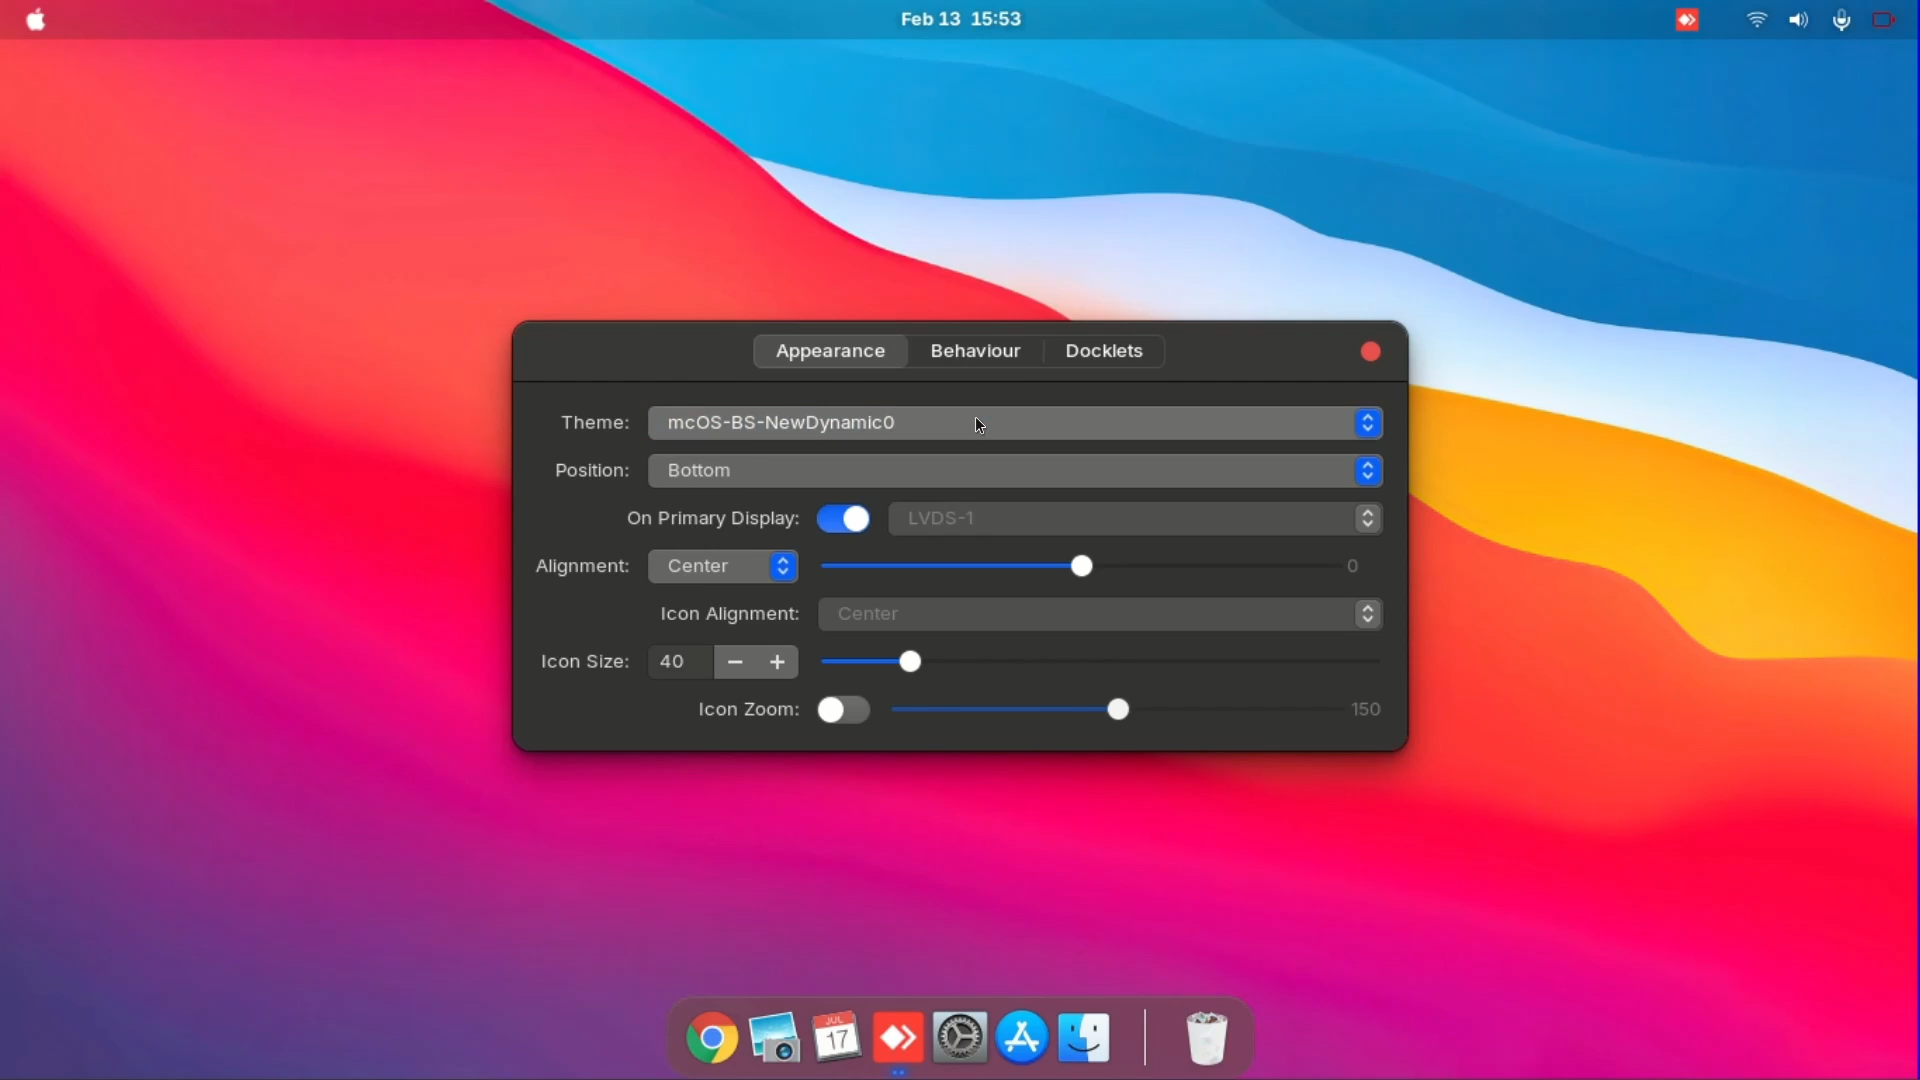 Feb 13 15:53
Appearance Behaviour Docklets
Theme: mcOS-BS-NewDynamic0
Position: Bottom
On Primary Display: LVDS-1
Alignment: Center 0
Icon Alignment: Center
Icon Size: 40 − +
Icon Zoom: 150
JUL
17